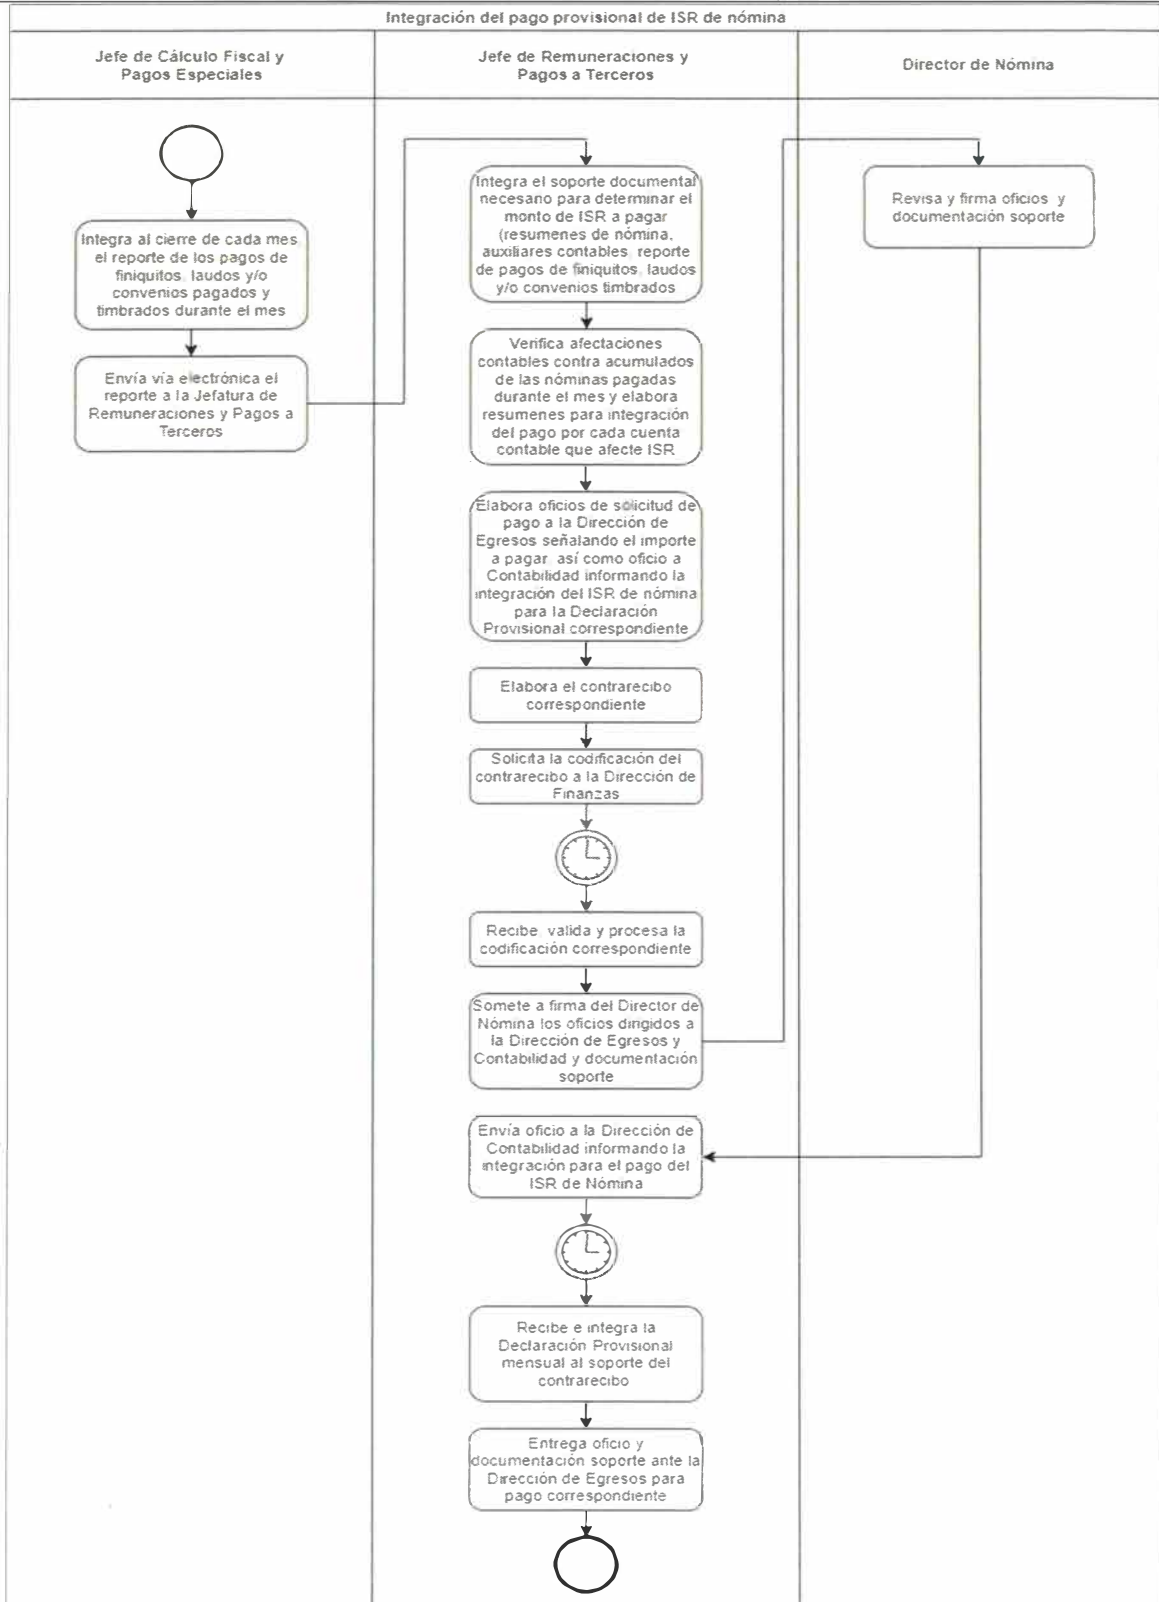 Integración del pago provisional de ISR de nómina
Jefe de Cálculo Fiscal y
Pagos Especiales
Jefe de Remuneraciones y
Pagos a Terceros
Director de Nómina
Integra al cierre de cada mes
el reporte de los pagos de
finiquitos, laudos y/o
convenios pagados y
timbrados durante el mes
Envía vía electrónica el
reporte a la Jefatura de
Remuneraciones y Pagos a
Terceros
Integra el soporte documental
necesario para determinar el
monto de ISR a pagar
(resumenes de nómina,
auxiliares contables, reporte
de pagos de finiquitos, laudos
y/o convenios timbrados
Verifica afectaciones
contables contra acumulados
de las nóminas pagadas
durante el mes y elabora
resumenes para integración
del pago por cada cuenta
contable que afecte ISR
Elabora oficios de solicitud de
pago a la Dirección de
Egresos señalando el importe
a pagar, así como oficio a
Contabilidad informando la
integración del ISR de nómina
para la Declaración
Provisional correspondiente
Elabora el contrarecibo
correspondiente
Solicita la codificación del
contrarecibo a la Dirección de
Finanzas
Recibe, valida y procesa la
codificación correspondiente
Somete a firma del Director de
Nómina los oficios dirigidos a
la Dirección de Egresos y
Contabilidad y documentación
soporte
Revisa y firma oficios y
documentación soporte
Envía oficio a la Dirección de
Contabilidad informando la
integración para el pago del
ISR de Nómina
Recibe e integra la
Declaración Provisional
mensual al soporte del
contrarecibo
Entrega oficio y
documentación soporte ante la
Dirección de Egresos para
pago correspondiente